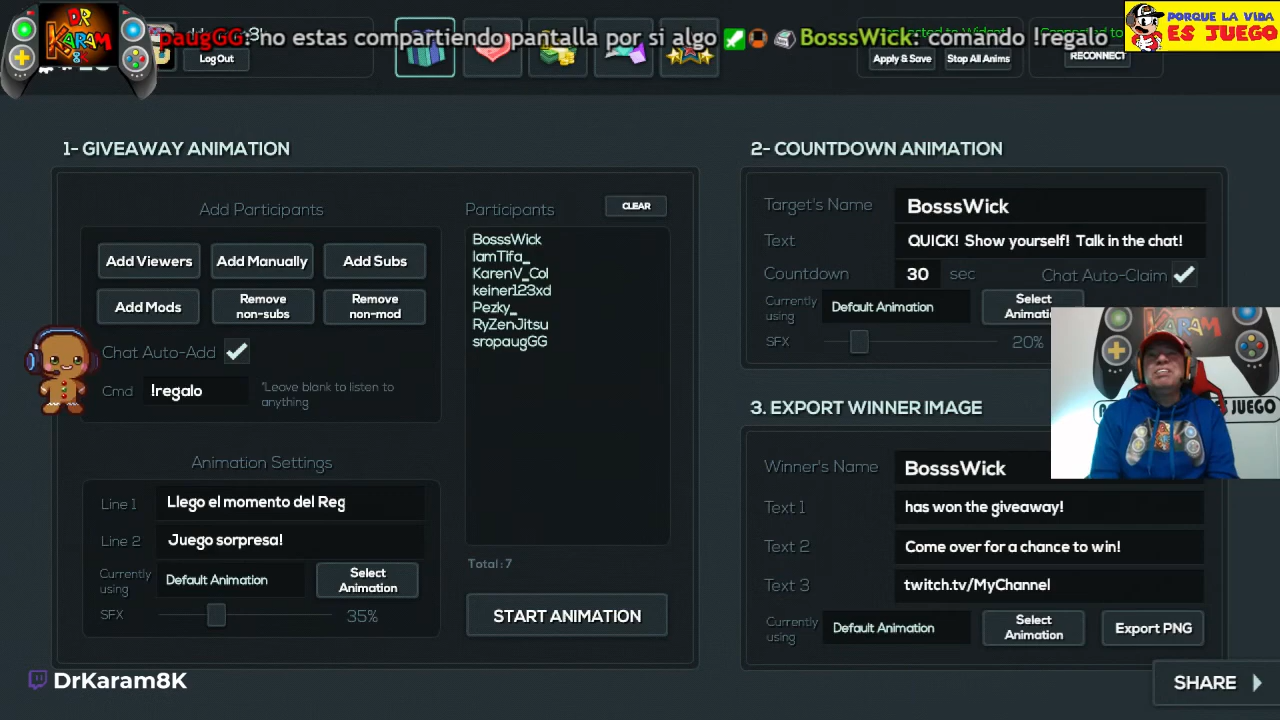 DR
KARAM
8K
paugGG: no estas compartiendo pantalla por si algo BosssWick: comando !regalo
PORQUE LA VIDA
ES JUEGO
Log Out
Apply & Save
Stop All Anims
RECONNECT
1- GIVEAWAY ANIMATION
Add Participants
Add Viewers
Add Manually
Add Subs
Add Mods
Remove
non-subs
Remove
non-mod
Chat Auto-Add
Cmd
!regalo
*Leave blank to listen to
anything
Animation Settings
Line 1
Llego el momento del Reg
Line 2
Juego sorpresa!
Currently
using
Default Animation
Select
Animation
SFX
35%
Participants
CLEAR
BosssWick
IamTifa_
KarenV_Col
keiner123xd
Pezky_
RyZenJitsu
sropaugGG
Total: 7
START ANIMATION
2- COUNTDOWN ANIMATION
Target's Name
BosssWick
Text
QUICK! Show yourself! Talk in the chat!
Countdown
30
sec
Chat Auto-Claim
Currently
using
Default Animation
Select
SFX
20%
3. EXPORT WINNER IMAGE
Winner's Name
BosssWick
Text 1
has won the giveaway!
Text 2
Come over for a chance to win!
Text 3
twitch.tv/MyChannel
Currently
using
Default Animation
Select
Animation
Export PNG
KARAM
JUEGO
DrKaram8K
SHARE